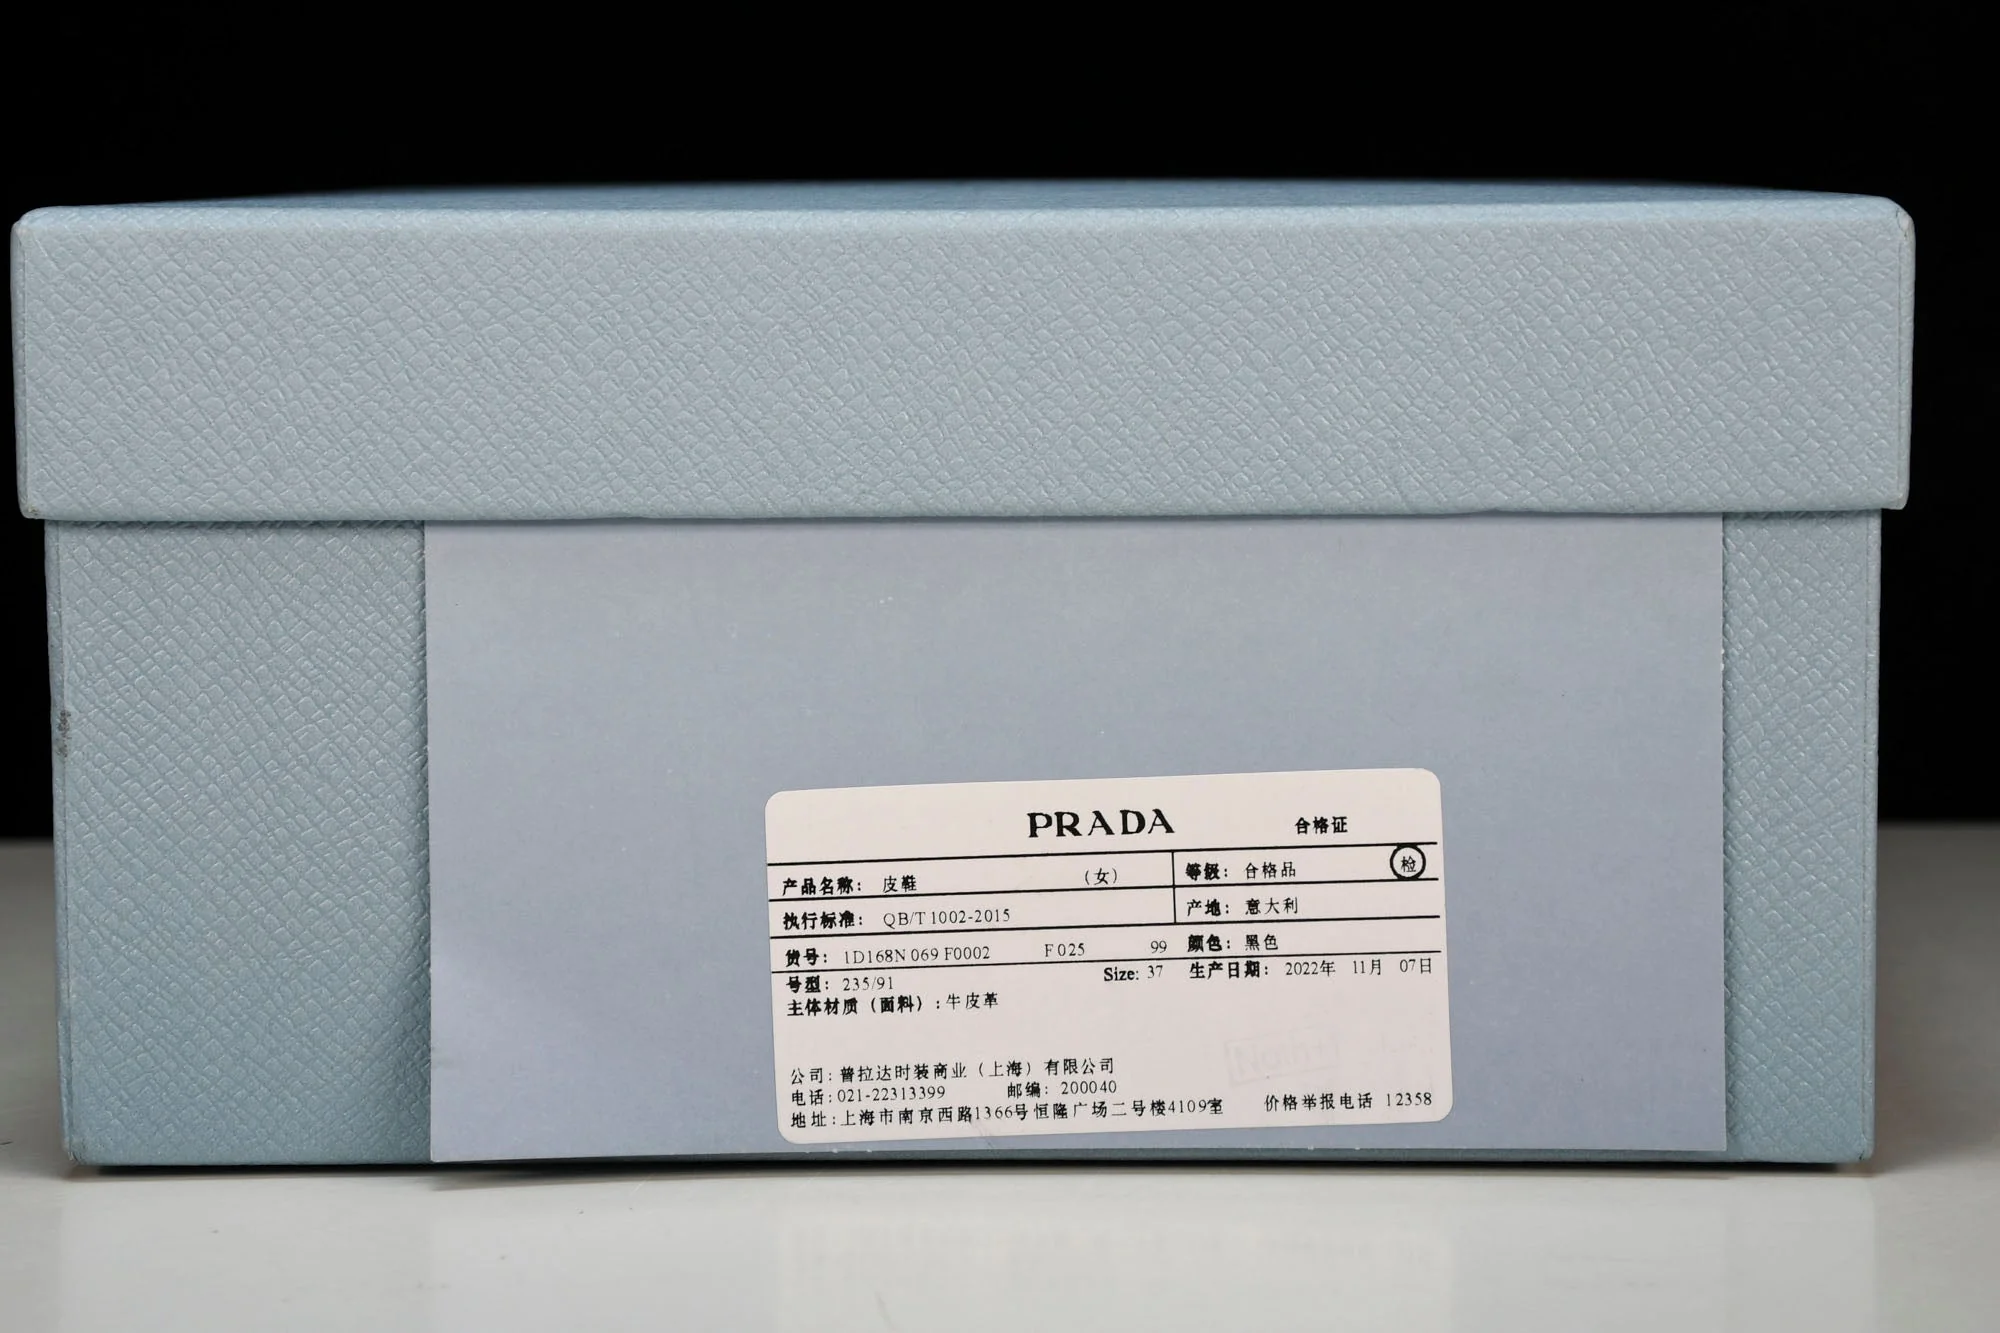 PRADA 合格证
产品名称: 皮鞋 (女) 等级: 合格品 检
执行标准: QB/T 1002-2015 产地: 意大利
货号: 1D168N 069 F0002 F 025 99 颜色: 黑色
号型: 235/91 Size: 37 生产日期: 2022年 11月 07日
主体材质(面料):牛皮革
公司:普拉达时装商业(上海)有限公司
电话:021-22313399 邮编: 200040
地址:上海市南京西路1366号恒隆广场二号楼4109室 价格举报电话 12358